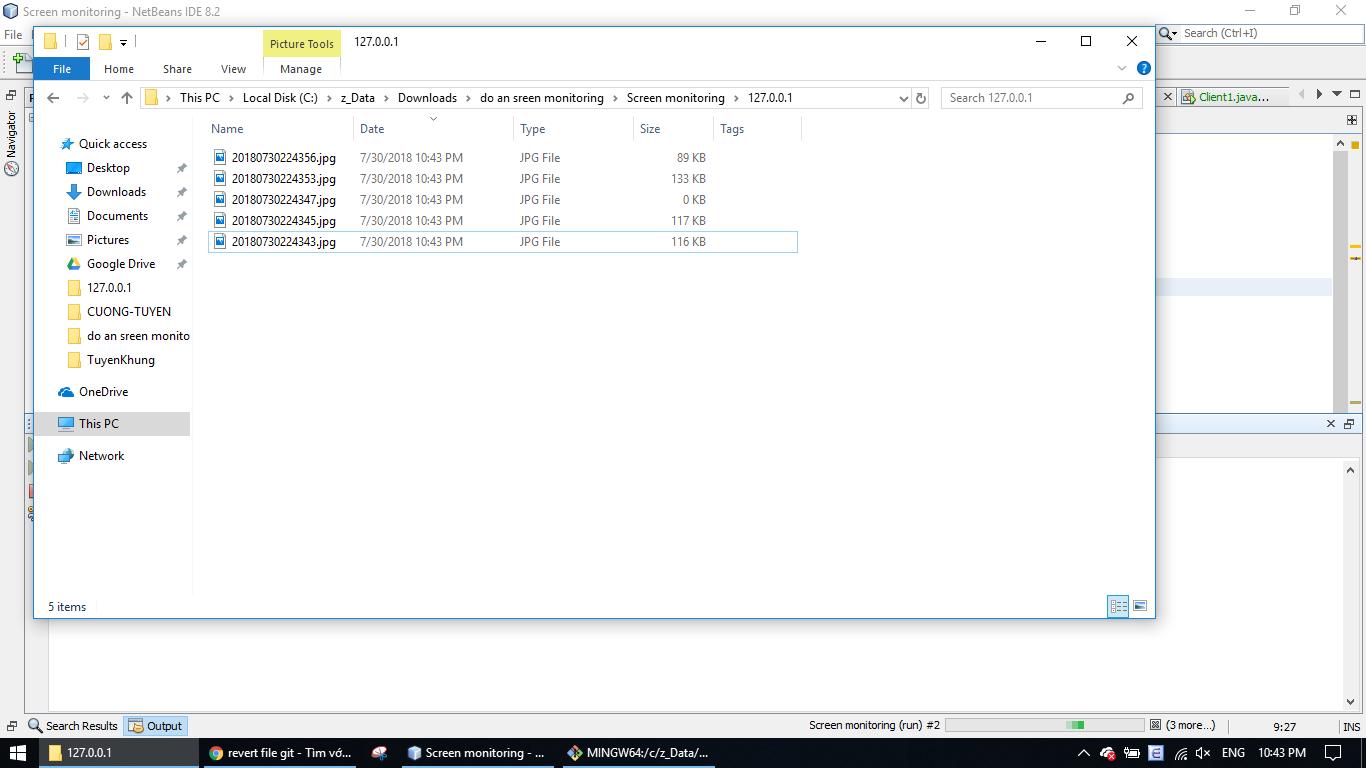 Screen monitoring - NetBeans IDE 8.2
File
Search (Ctrl+I)
Picture Tools
127.0.0.1
File Home Share View Manage
This PC Local Disk (C:) z_Data Downloads do an sreen monitoring Screen monitoring 127.0.0.1
Search 127.0.0.1
Client1.java...
Navigator
Name Date Type Size Tags
20180730224356.jpg 7/30/2018 10:43 PM JPG File 89 KB
20180730224353.jpg 7/30/2018 10:43 PM JPG File 133 KB
20180730224347.jpg 7/30/2018 10:43 PM JPG File 0 KB
20180730224345.jpg 7/30/2018 10:43 PM JPG File 117 KB
20180730224343.jpg 7/30/2018 10:43 PM JPG File 116 KB
Quick access
Desktop
Downloads
Documents
Pictures
Google Drive
127.0.0.1
CUONG-TUYEN
do an sreen monito
TuyenKhung
OneDrive
This PC
Network
5 items
Search Results Output
Screen monitoring (run) #2
(3 more...)
9:27
INS
127.0.0.1
revert file git - Tìm vớ...
Screen monitoring - ...
MINGW64:/c/z_Data/...
ENG
10:43 PM